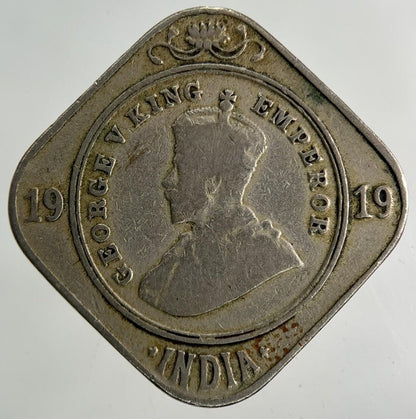 GEORGE V KING EMPEROR
19 19
INDIA